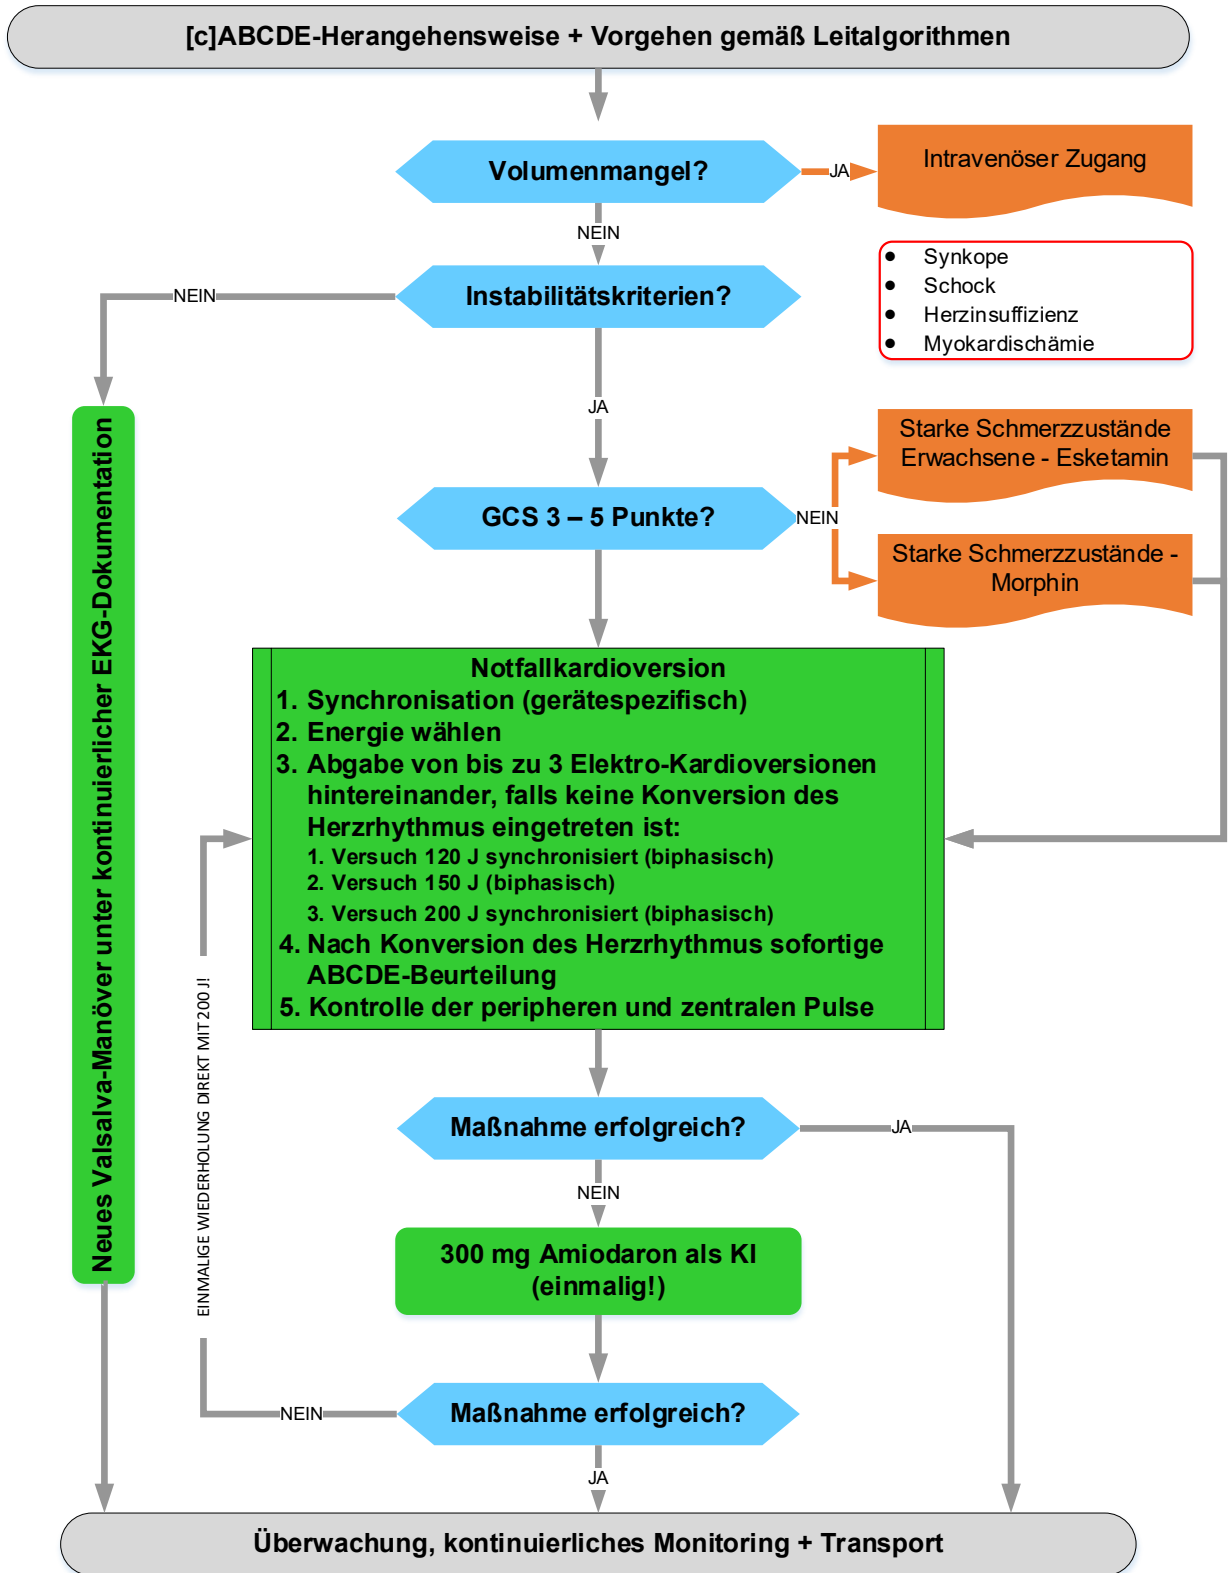 [c]ABCDE-Herangehensweise + Vorgehen gemäß Leitalgorithmen
Volumenmangel?
JA
Intravenöser Zugang
NEIN
• Synkope
• Schock
• Herzinsuffizienz
• Myokardischämie
Instabilitätskriterien?
NEIN
JA
Neues Valsalva-Manöver unter kontinuierlicher EKG-Dokumentation
Starke Schmerzzustände
Erwachsene - Esketamin
GCS 3 – 5 Punkte?
NEIN
Starke Schmerzzustände -
Morphin
Notfallkardioversion
1. Synchronisation (gerätespezifisch)
2. Energie wählen
3. Abgabe von bis zu 3 Elektro-Kardioversionen
hintereinander, falls keine Konversion des
Herzrhythmus eingetreten ist:
1. Versuch 120 J synchronisiert (biphasisch)
2. Versuch 150 J (biphasisch)
3. Versuch 200 J synchronisiert (biphasisch)
4. Nach Konversion des Herzrhythmus sofortige
ABCDE-Beurteilung
5. Kontrolle der peripheren und zentralen Pulse
EINMALIGE WIEDERHOLUNG DIREKT MIT 200 J!
Maßnahme erfolgreich?
JA
NEIN
300 mg Amiodaron als KI
(einmalig!)
Maßnahme erfolgreich?
NEIN
JA
Überwachung, kontinuierliches Monitoring + Transport